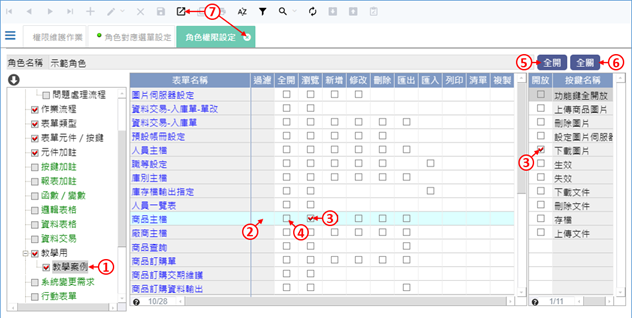 ⑦
權限維護作業
角色對應選單設定
角色權限設定
角色名稱 示範角色
⑤ 全開 全關 ⑥
問題處理流程
作業流程
表單類型
表單元件 / 按鍵
元件加註
按鍵加註
報表加註
函數 / 變數
邏輯表格
資料表格
資料交易
教學用
教學案例 ①
系統變更需求
行動表單
表單名稱 過濾 全開 瀏覽 新增 修改 刪除 匯出 匯入 列印 清單 複製
圖片伺服器設定
資料交易-入庫單-單改
資料交易-入庫單
預設帳冊設定
人員主檔
職等設定
庫別主檔
庫存檔輸出指定
人員一覽表
商品主檔 ③
廠商主檔 ② ④
商品查詢
商品訂購單
商品訂購交期維護
商品訂購資料輸出
10/28
開放 按鍵名稱
功能鍵全開放
上傳商品圖片
刪除圖片
設定圖片伺服器
③ 下載圖片
生效
失效
下載文件
刪除文件
存檔
上傳文件
1/11